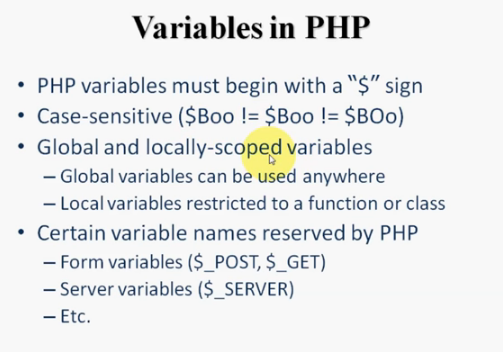 Variables in PHP
• PHP variables must begin with a "$" sign
• Case-sensitive ($Boo != $Boo != $BOo)
• Global and locally-scoped variables
– Global variables can be used anywhere
– Local variables restricted to a function or class
• Certain variable names reserved by PHP
– Form variables ($_POST, $_GET)
– Server variables ($_SERVER)
– Etc.